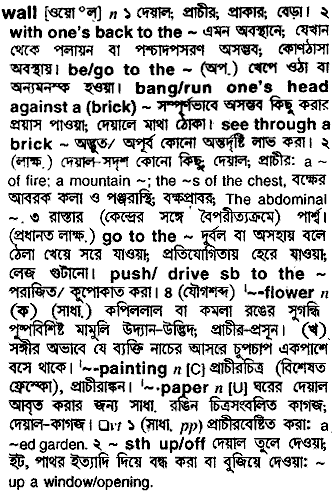 wall [ওয়োল্] n ১ দেয়াল; প্রাচীর; প্রাকার; বেড়া। ২
with one's back to the ~ এমন অবস্থানে; যেখান
থেকে পলায়ন বা পশ্চাদপসরণ অসম্ভব; কোণঠাসা
অবস্থায়। be/go to the ~ (অপ.) খেপে ওঠা বা
অন্যমনস্ক হওয়া। bang/run one's head
against a (brick) ~ সম্পূর্ণভাবে অসম্ভব কিছু করার
প্রয়াস পাওয়া; দেয়ালে মাথা ঠোকা। see through a
brick ~ অদ্ভুত/ অপূর্ব কোনো অন্তর্দৃষ্টি লাভ করা। ২
(লাক্ষ.) দেয়াল-সদৃশ কোনো কিছু, দেয়াল; প্রাচীর: a ~
of fire; a mountain ~; the ~s of the chest, বক্ষের
আবরক কলা ও পঞ্জরাস্থি; বক্ষপ্রাবর; The abdominal
~. ৩ রাস্তার (কেন্দ্রের সঙ্গে বৈপরীত্যক্রমে) পার্শ্ব।
(প্রধানত লাক্ষ.) go to the ~ দুর্বল বা অসহায় বলে
ঠেলা খেয়ে সরে যাওয়া; প্রতিযোগিতায় হেরে যাওয়া;
লেজ গুটানো। push/ drive sb to the ~
পরাজিত/ কুপোকাত করা। ৪ (যৌগশব্দ) ˈ~-flower n
(ক) (সাধা.) কপিললাল বা কমলা রঙের সুগন্ধি
পুষ্পবিশিষ্ট মামুলি উদ্যান-উদ্ভিদ; প্রাচীর-প্রসূন। (খ)
সঙ্গীর অভাবে যে ব্যক্তি নাচের আসরে চুপচাপ একপাশে
বসে থাকে। ˈ~-painting n [C] প্রাচীরচিত্র (বিশেষত
ফ্রেস্কো), প্রাচীরাঙ্কন। ˈ~-paper n [U] ঘরের দেয়াল
আবৃত করার জন্য সাধা. রঙিন চিত্রসংবলিত কাগজ;
দেয়াল-কাগজ। □vt ১ (সাধা, pp) প্রাচীরবেষ্টিত করা: a
~ed garden. ২ ~ sth up/off দেয়াল তুলে দেওয়া;
ইট, পাথর ইত্যাদি দিয়ে বন্ধ করা বা বুজিয়ে দেওয়া: ~
up a window/opening.